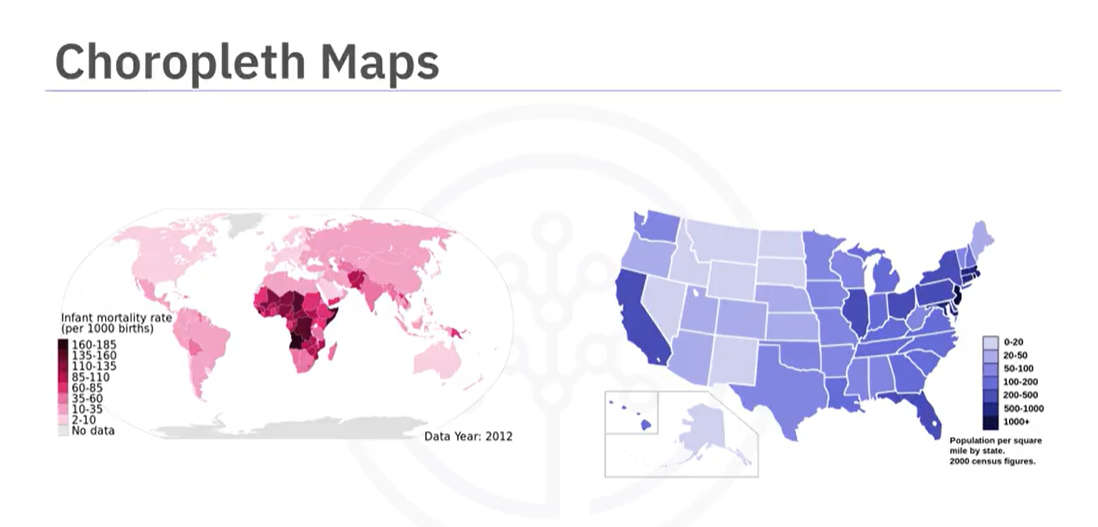 Choropleth Maps
Infant mortality rate
(per 1000 births)
160-185
135-160
110-135
85-110
60-85
35-60
10-35
2-10
No data
Data Year: 2012
0-20
20-50
50-100
100-200
200-500
500-1000
1000+
Population per square
mile by state.
2000 census figures.